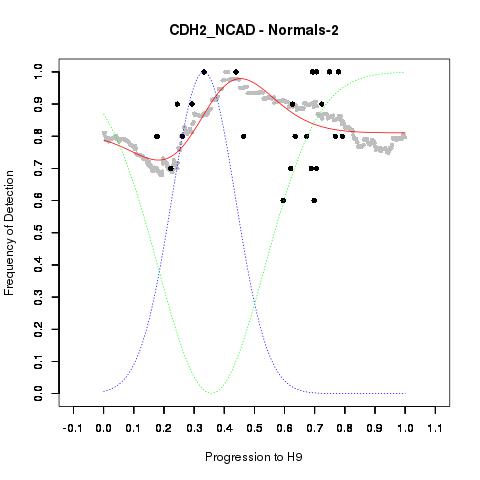 CDH2_NCAD - Normals-2
Frequency of Detection
1.0
0.9
0.8
0.7
0.6
0.5
0.4
0.3
0.2
0.1
0.0
-0.1 0.0 0.1 0.2 0.3 0.4 0.5 0.6 0.7 0.8 0.9 1.0 1.1
Progression to H9